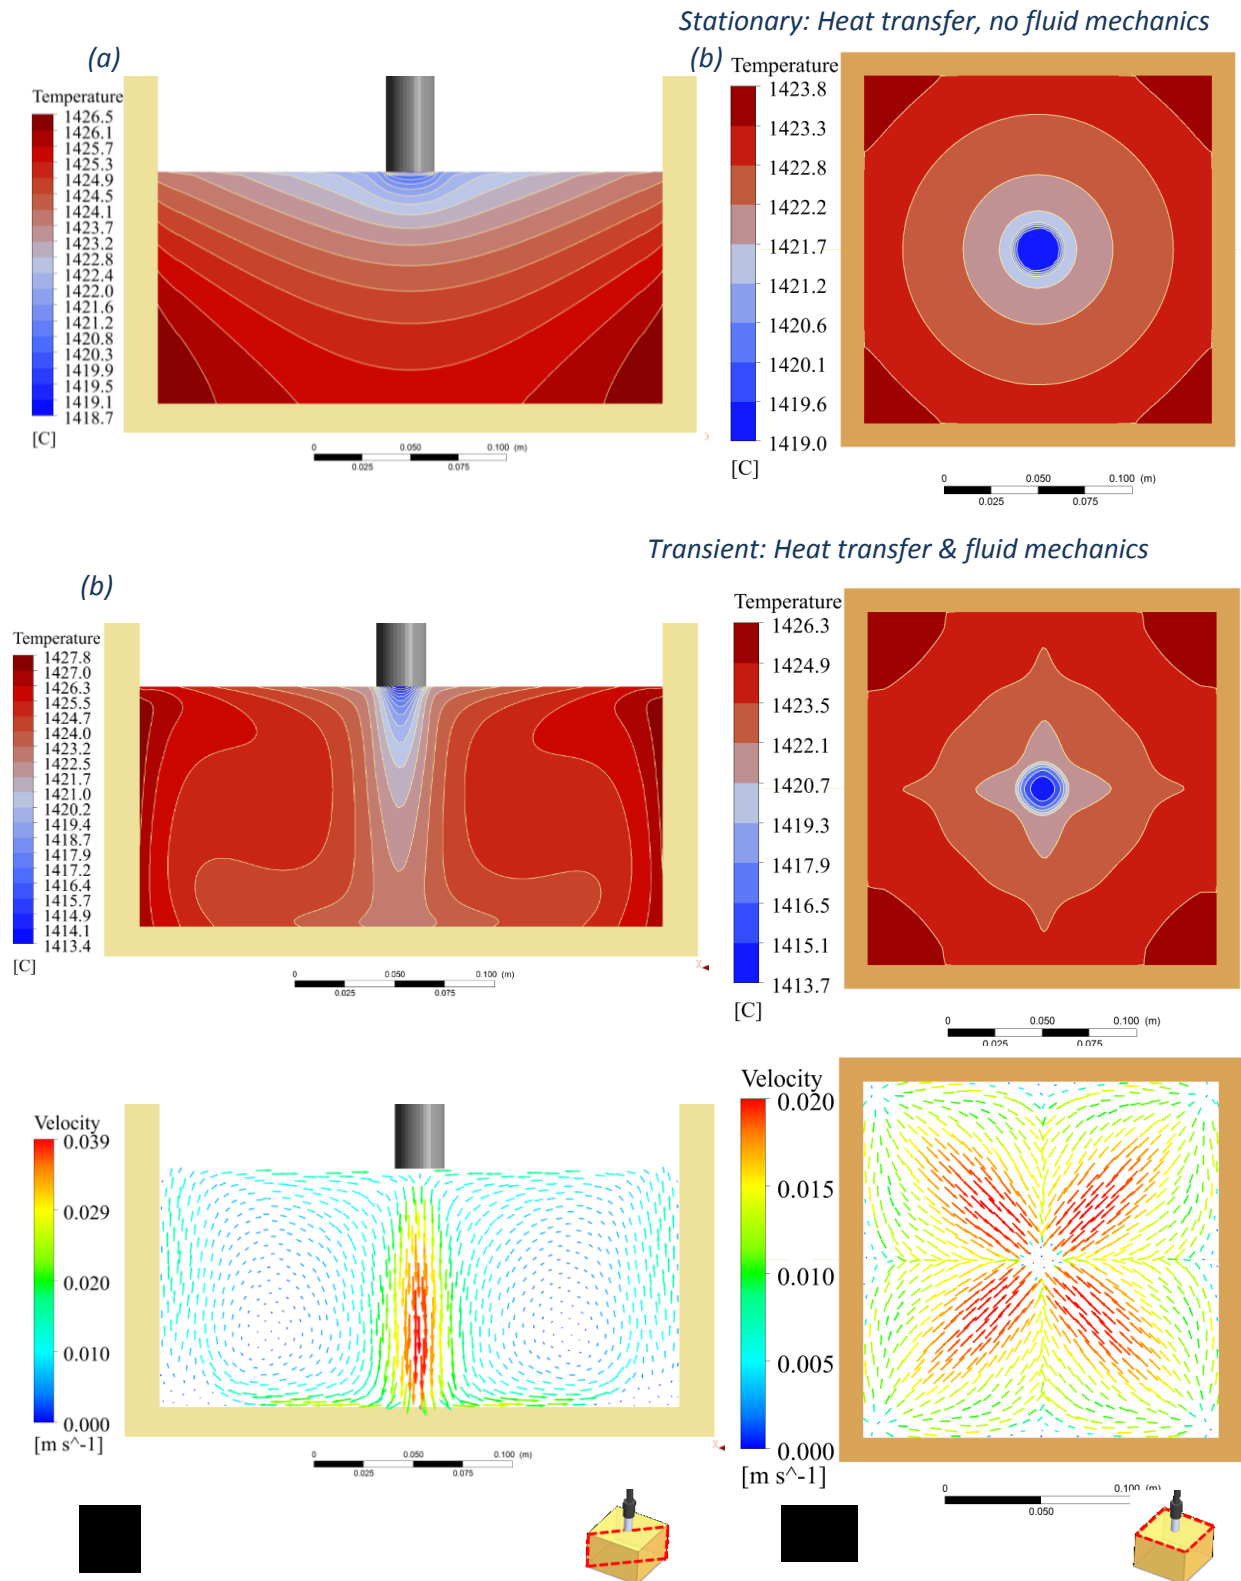 Stationary: Heat transfer, no fluid mechanics
(a)
Temperature
1426.5
1426.1
1425.7
1425.3
1424.9
1424.5
1424.1
1423.7
1423.2
1422.8
1422.4
1422.0
1421.6
1421.2
1420.8
1420.3
1419.9
1419.5
1419.1
1418.7
[C]
0 0.050 0.100 (m)
0.025 0.075
X
(b)
Temperature
1423.8
1423.3
1422.8
1422.2
1421.7
1421.2
1420.6
1420.1
1419.6
1419.0
[C]
0 0.050 0.100 (m)
0.025 0.075
Transient: Heat transfer & fluid mechanics
(b)
Temperature
1427.8
1427.0
1426.3
1425.5
1424.7
1424.0
1423.2
1422.5
1421.7
1421.0
1420.2
1419.4
1418.7
1417.9
1417.2
1416.4
1415.7
1414.9
1414.1
1413.4
[C]
0 0.050 0.100 (m)
0.025 0.075
X
Temperature
1426.3
1424.9
1423.5
1422.1
1420.7
1419.3
1417.9
1416.5
1415.1
1413.7
[C]
0 0.050 0.100 (m)
0.025 0.075
Velocity
0.039
0.029
0.020
0.010
0.000
[m s^-1]
0 0.050 0.100 (m)
0.025 0.075
X
Velocity
0.020
0.015
0.010
0.005
0.000
[m s^-1]
0 0.100 (m)
0.050